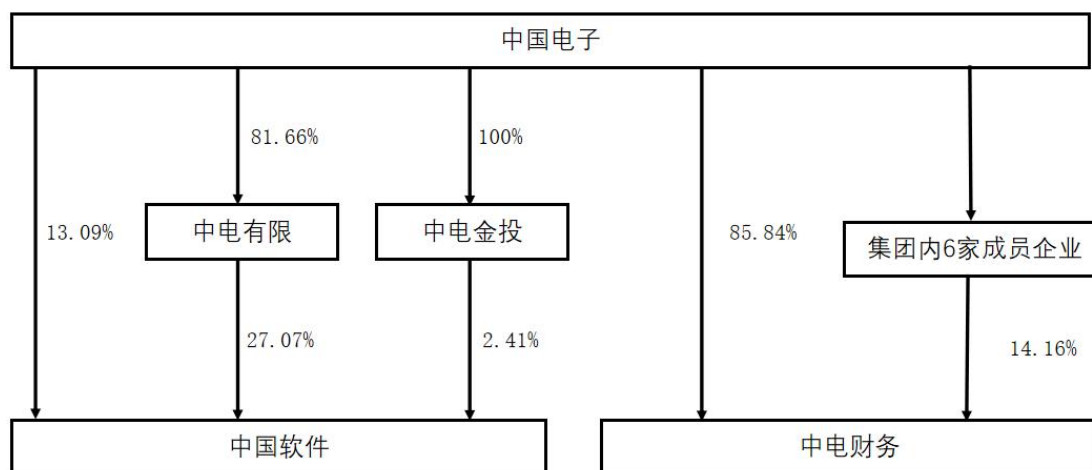 中国电子
81.66%
100%
中电有限
中电金投
13.09%
85.84%
集团内6家成员企业
27.07%
2.41%
14.16%
中国软件
中电财务